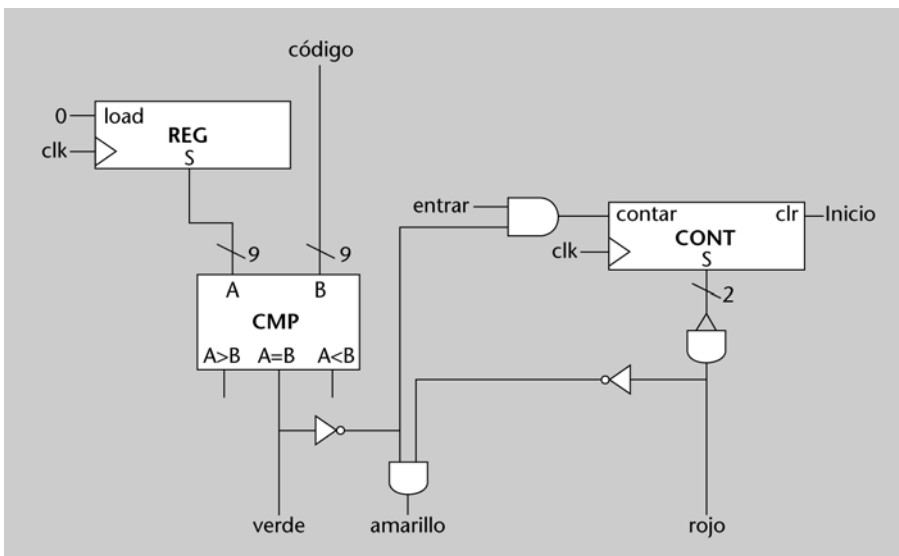 código
0 load
REG
clk
S
entrar
contar clr Inicio
clk CONT
S
9 9
2
A B
CMP
A>B A=B A<B
verde amarillo rojo